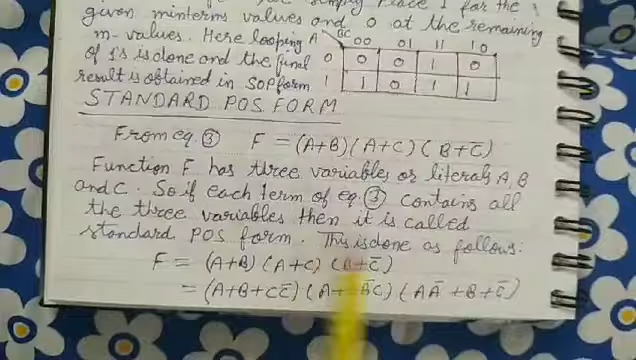 given minterms values and 0 at the remaining
m-values. Here looping
of 1's is done and the final
result is obtained in SOP form
A BC 00 01 11 10
0 0 0 1 0
1 1 0 1 1
STANDARD POS FORM
From eq. ③ F = (A+B)(A+C)(B+C̅)
Function F has three variables or literals A, B
and C. So if each term of eq. ③ contains all
the three variables then it is called
standard POS form. This is done as follows:
F = (A+B)(A+C)(B+C̅)
= (A+B+CC̅)(A+ B̅C)(AA̅+B+C̅)